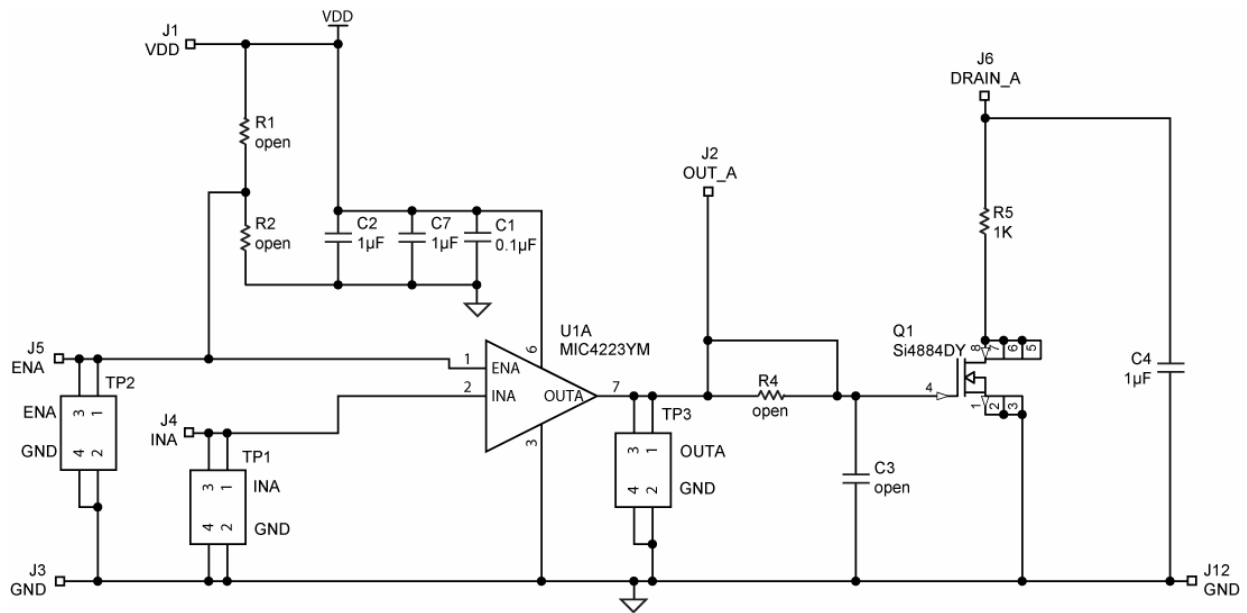 J1
VDD
VDD
R1
open
R2
open
C2
1µF
C7
1µF
C1
0.1µF
J6
DRAIN_A
J2
OUT_A
R5
1K
U1A
MIC4223YM
Q1
Si4884DY
8
7
6
5
C4
1µF
J5
ENA
1
ENA
6
2
INA
OUTA
7
3
R4
open
4
1
2
3
TP2
ENA
3
1
GND
4
2
J4
INA
TP1
3
1
INA
4
2
GND
TP3
3
1
OUTA
4
2
GND
C3
open
J3
GND
J12
GND